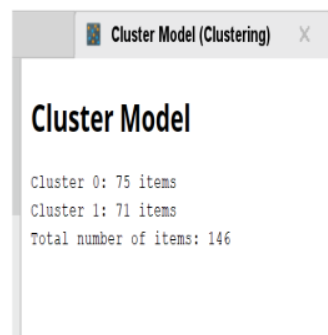 Cluster Model (Clustering) X
Cluster Model
Cluster 0: 75 items
Cluster 1: 71 items
Total number of items: 146